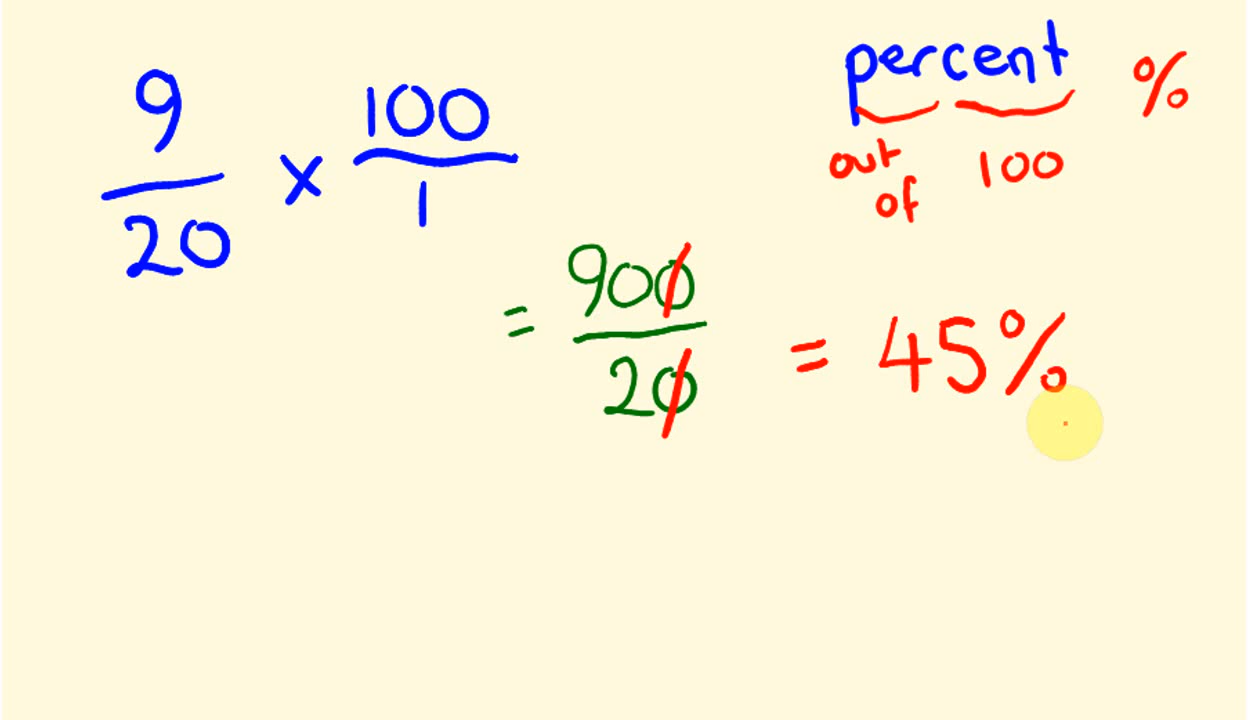 9/20 x 100/1
percent %
out of 100
= 900/20 = 45%